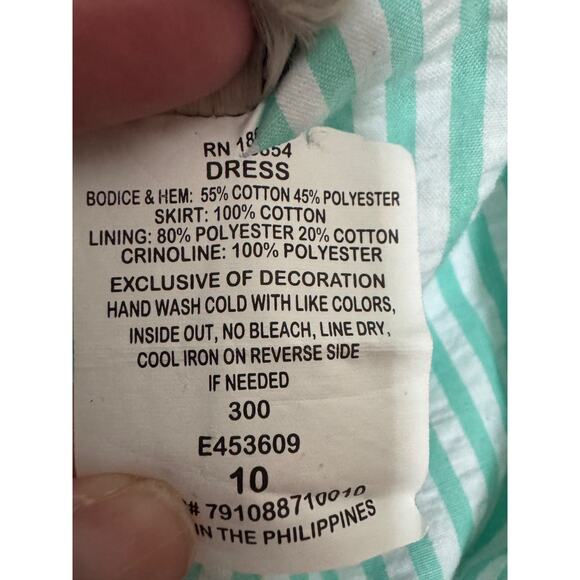 RN
DRESS
BODICE & HEM: 55% COTTON 45% POLYESTER
SKIRT: 100% COTTON
LINING: 80% POLYESTER 20% COTTON
CRINOLINE: 100% POLYESTER
EXCLUSIVE OF DECORATION
HAND WASH COLD WITH LIKE COLORS,
INSIDE OUT, NO BLEACH, LINE DRY,
COOL IRON ON REVERSE SIDE
IF NEEDED
300
E453609
10
# 791088710010
IN THE PHILIPPINES